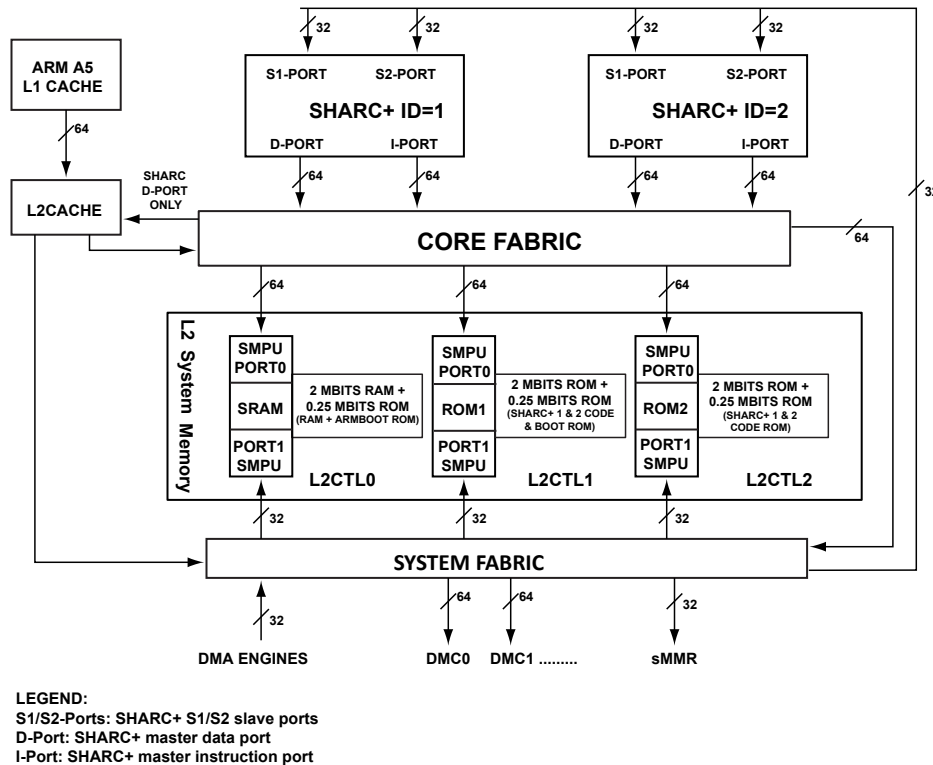 32
32
32
32
ARM A5
L1 CACHE
S1-PORT
S2-PORT
SHARC+ ID=1
D-PORT
I-PORT
S1-PORT
S2-PORT
SHARC+ ID=2
D-PORT
I-PORT
64
64
64
64
64
32
SHARC
D-PORT
ONLY
L2CACHE
CORE FABRIC
64
64
64
64
L2 System Memory
SMPU
PORT0
SRAM
PORT1
SMPU
2 MBITS RAM +
0.25 MBITS ROM
(RAM + ARMBOOT ROM)
L2CTL0
SMPU
PORT0
ROM1
PORT1
SMPU
2 MBITS ROM +
0.25 MBITS ROM
(SHARC+ 1 & 2 CODE
& BOOT ROM)
L2CTL1
SMPU
PORT0
ROM2
PORT1
SMPU
2 MBITS ROM +
0.25 MBITS ROM
(SHARC+ 1 & 2
CODE ROM)
L2CTL2
32
32
32
SYSTEM FABRIC
32
64
64
32
DMA ENGINES
DMC0
DMC1 .........
sMMR
LEGEND:
S1/S2-Ports: SHARC+ S1/S2 slave ports
D-Port: SHARC+ master data port
I-Port: SHARC+ master instruction port